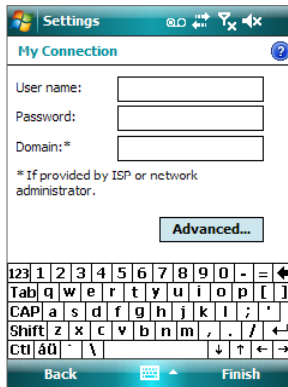 Settings
My Connection
?
User name:
Password:
Domain:*
* If provided by ISP or network
administrator.
Advanced...
123 1 2 3 4 5 6 7 8 9 0 - =
Tab q w e r t y u i o p [ ]
CAP a s d f g h j k l ; '
Shift z x c v b n m , . /
Ctl áü ` \
Back Finish